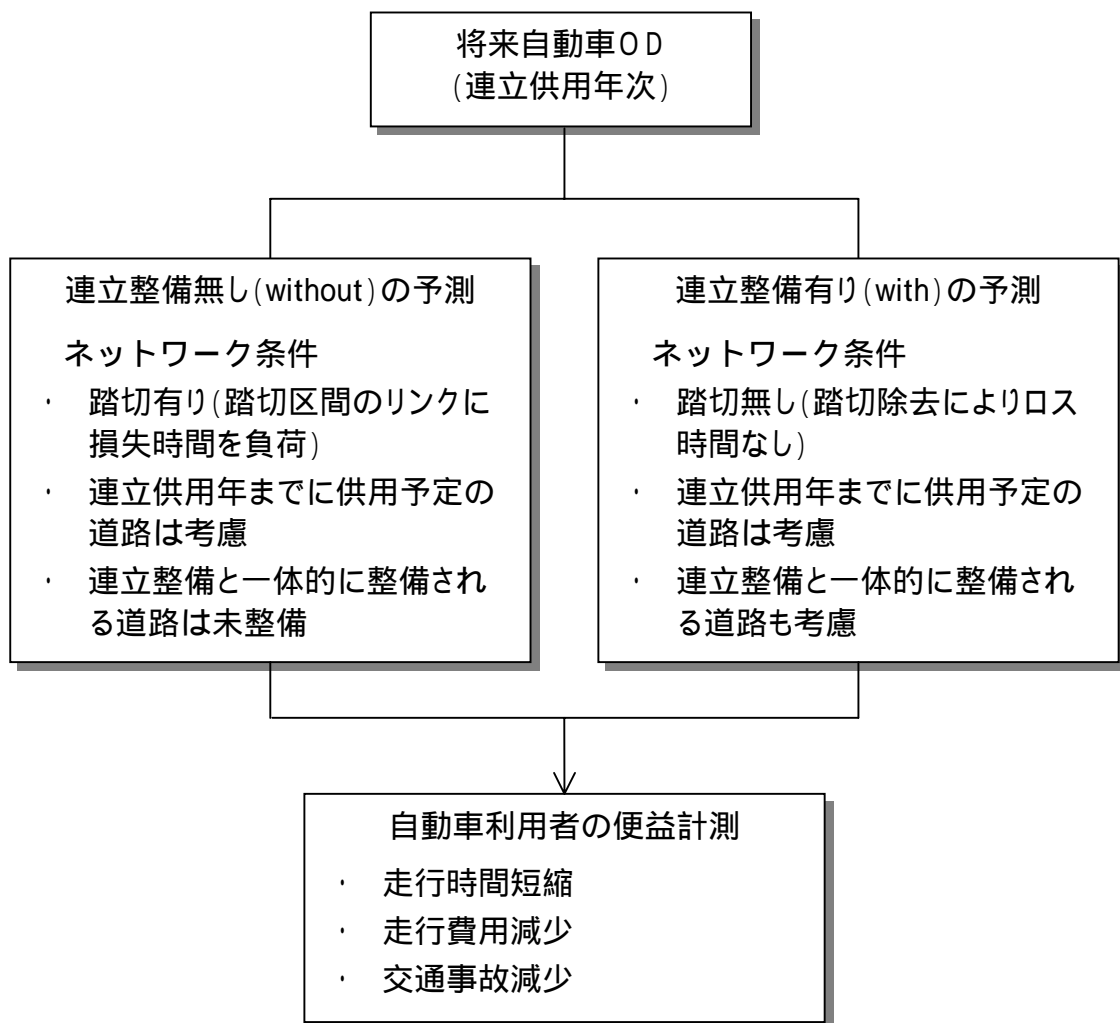 将来自動車OD
(連立供用年次)
連立整備無し(without)の予測
ネットワーク条件
・ 踏切有り(踏切区間のリンクに
損失時間を負荷)
・ 連立供用年までに供用予定の
道路は考慮
・ 連立整備と一体的に整備され
る道路は未整備
連立整備有り(with)の予測
ネットワーク条件
・ 踏切無し(踏切除去によりロス
時間なし)
・ 連立供用年までに供用予定の
道路は考慮
・ 連立整備と一体的に整備され
る道路も考慮
自動車利用者の便益計測
・ 走行時間短縮
・ 走行費用減少
・ 交通事故減少